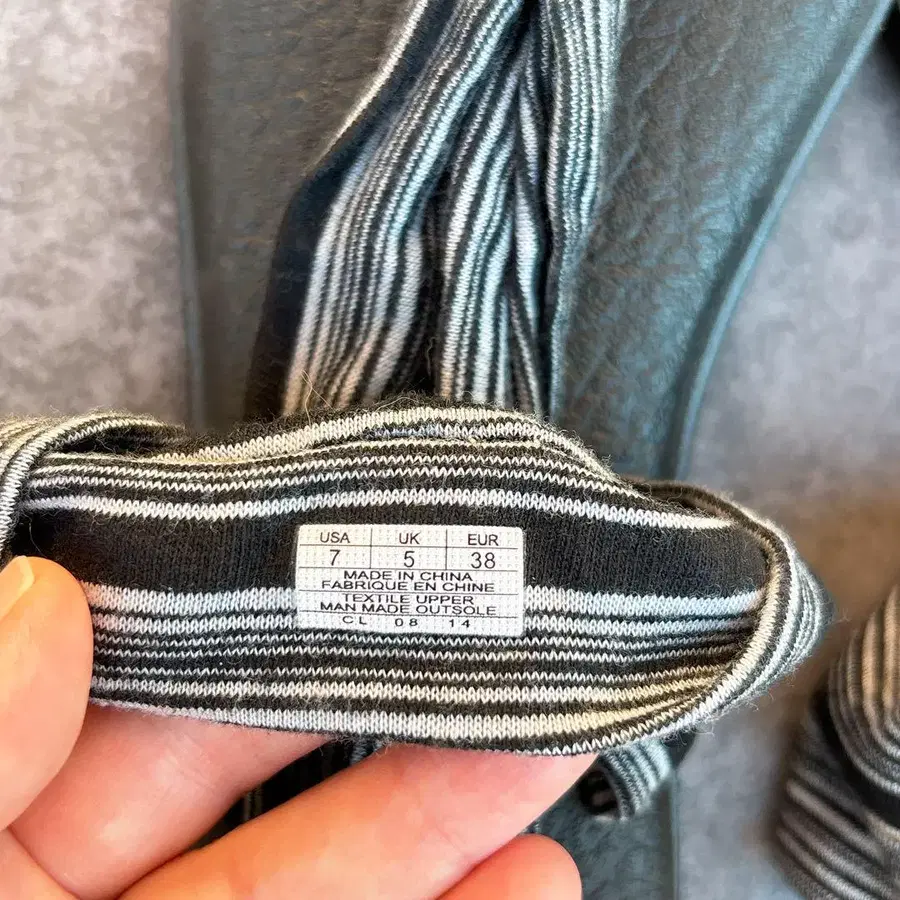 USA UK EUR
7 5 38
MADE IN CHINA
FABRIQUE EN CHINE
TEXTILE UPPER
MAN MADE OUTSOLE
CL 08 14